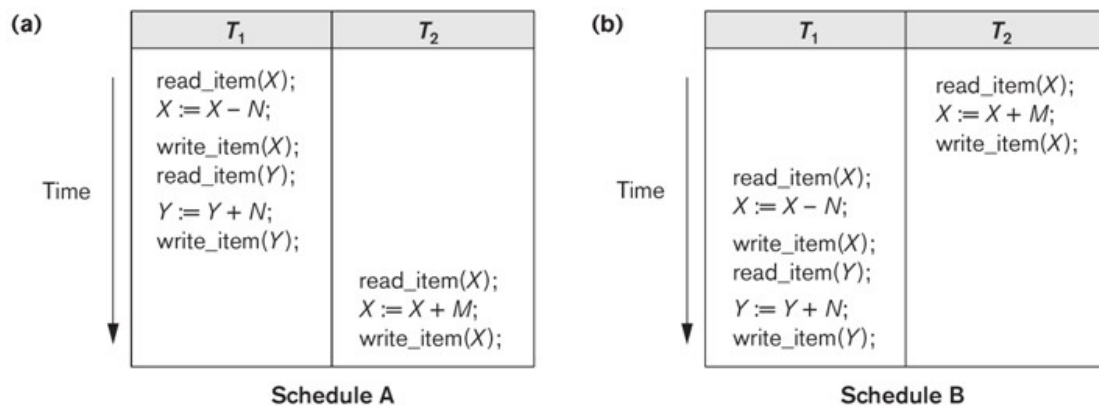 (a)
T₁ T₂
read_item(X);
X := X – N;
write_item(X);
read_item(Y);
Time
Y := Y + N;
write_item(Y);
read_item(X);
X := X + M;
write_item(X);
Schedule A
(b)
T₁ T₂
read_item(X);
X := X + M;
write_item(X);
Time
read_item(X);
X := X – N;
write_item(X);
read_item(Y);
Y := Y + N;
write_item(Y);
Schedule B